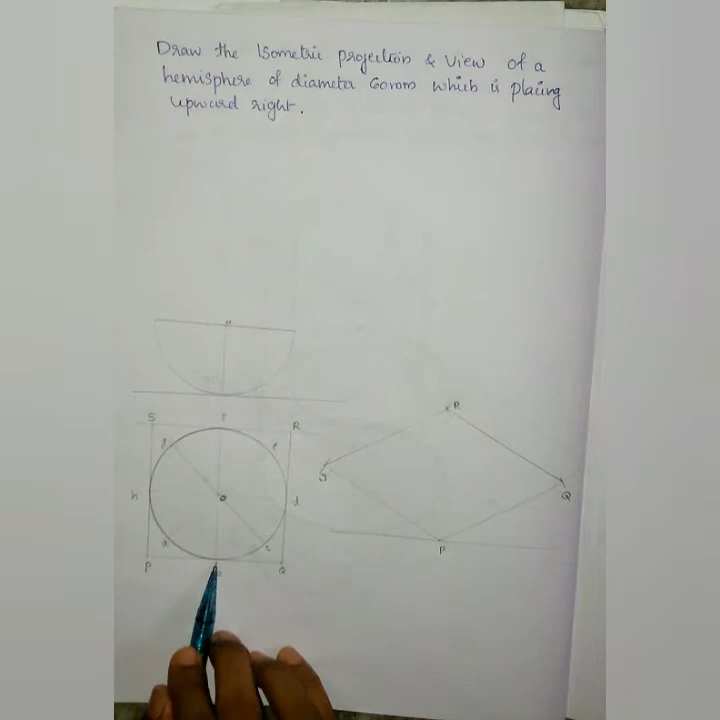 Draw the Isometric projection & View of a
hemisphere of diameter 60mm which is placing
upward right.
o
S
R
g
e
h
o
d
a
c
P
Q
R
S
Q
P